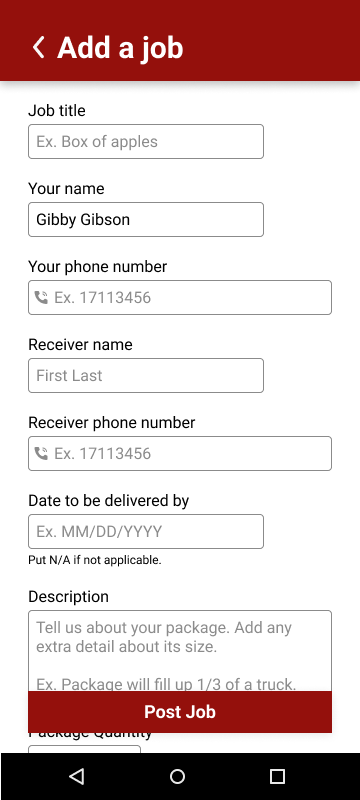 Add a job
Job title
Ex. Box of apples
Your name
Gibby Gibson
Your phone number
Ex. 17113456
Receiver name
First Last
Receiver phone number
Ex. 17113456
Date to be delivered by
Ex. MM/DD/YYYY
Put N/A if not applicable.
Description
Tell us about your package. Add any
extra detail about its size.
Ex. Package will fill up 1/3 of a truck.
Post Job
Package Quantity